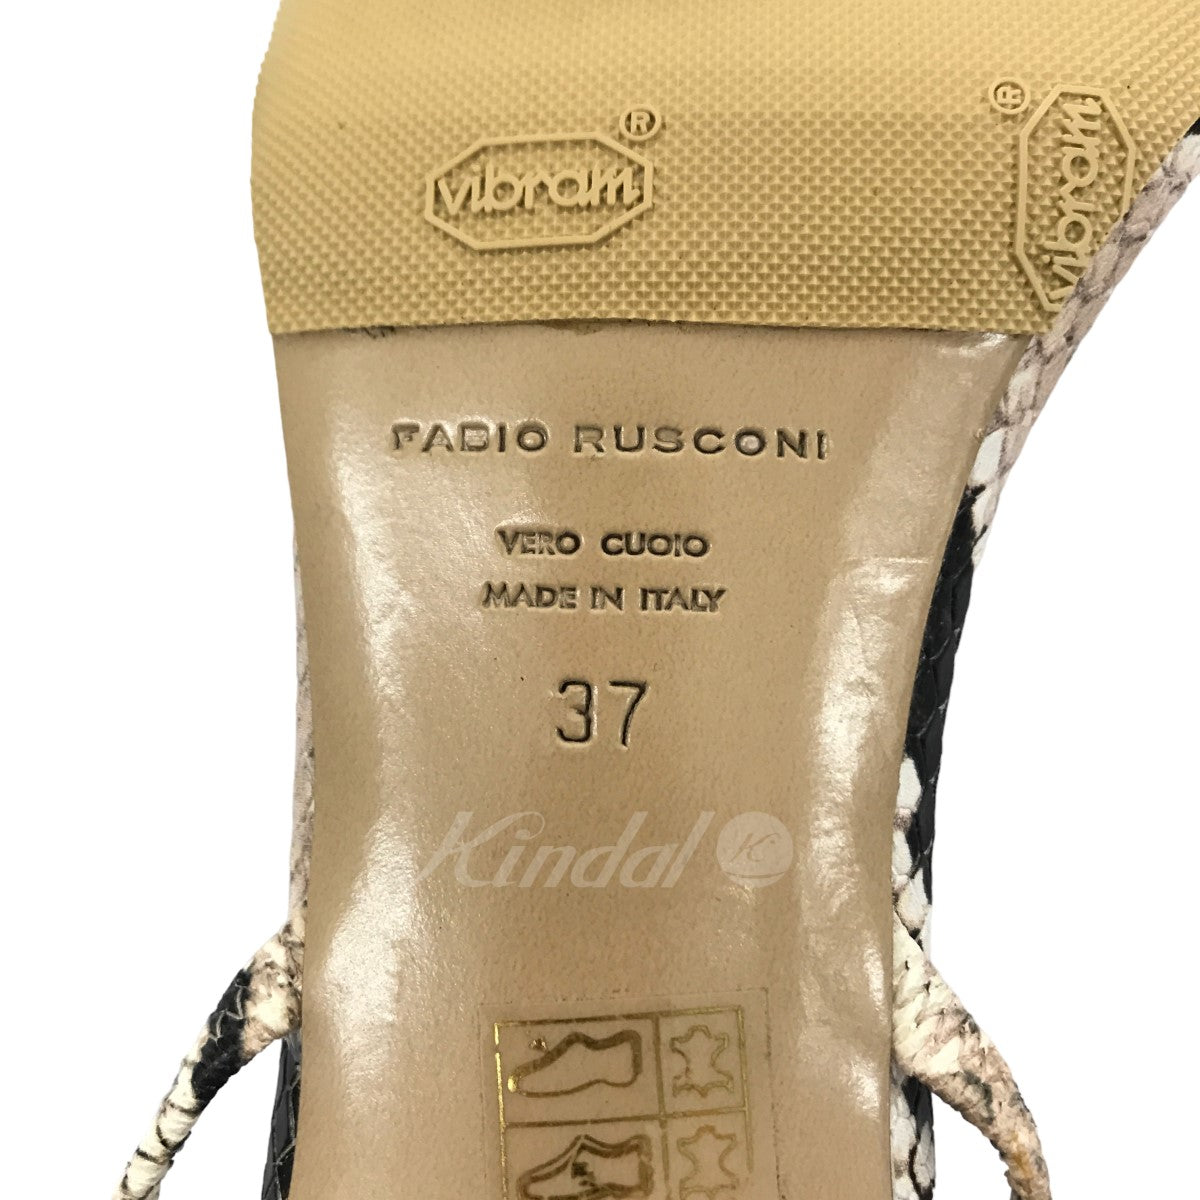 vibram®
vibram®
FABIO RUSCONI
VERO CUOIO
MADE IN ITALY
37
Kindal